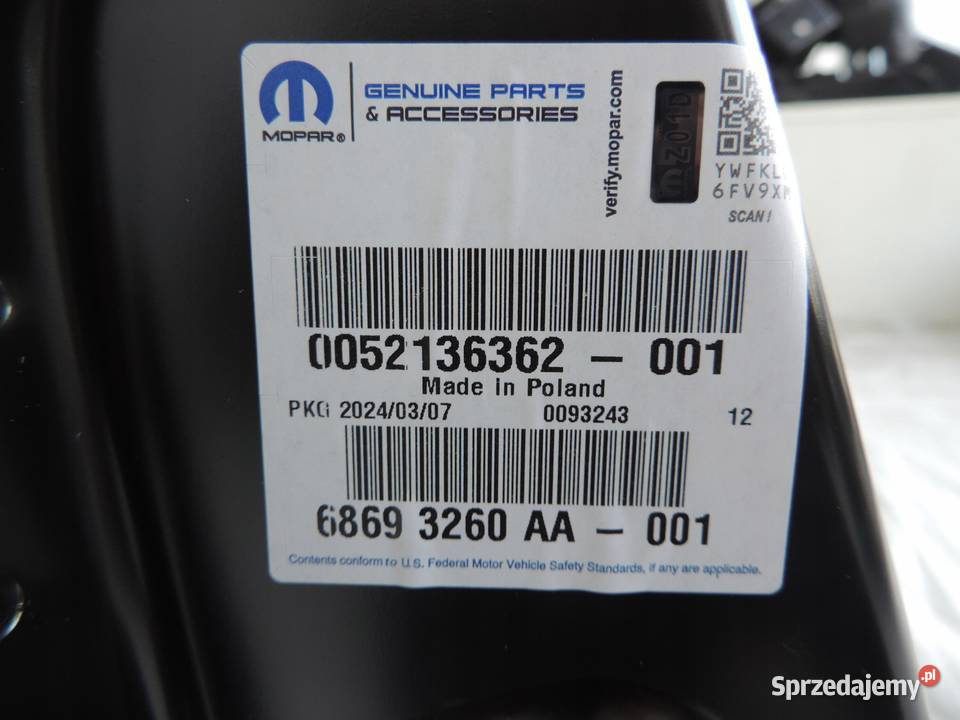 MOPAR®
GENUINE PARTS
& ACCESSORIES
verify.mopar.com
mZ01D
SCAN!
0052136362 – 001
Made in Poland
PKG 2024/03/07 0093243 12
6869 3260 AA – 001
Contents conform to U.S. Federal Motor Vehicle Safety Standards, if any are applicable.
Sprzedajemy.pl